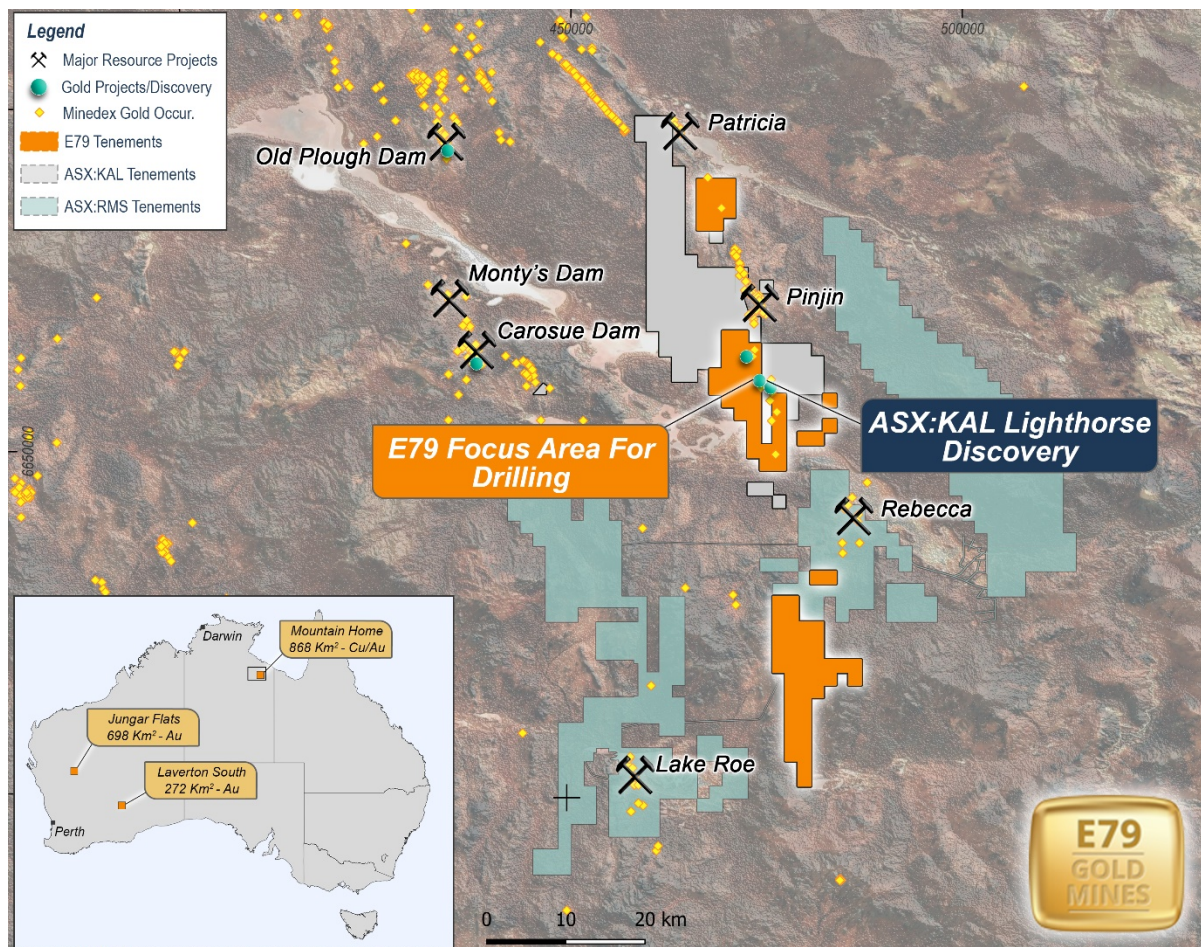 Legend
Major Resource Projects
Gold Projects/Discovery
Minedex Gold Occur.
E79 Tenements
ASX:KAL Tenements
ASX:RMS Tenements
450000
500000
Patricia
Old Plough Dam
Monty's Dam
Pinjin
Carosue Dam
6650000
E79 Focus Area For
Drilling
ASX:KAL Lighthorse
Discovery
Rebecca
Lake Roe
Darwin
Mountain Home
868 Km² - Cu/Au
Jungar Flats
698 Km² - Au
Laverton South
272 Km² - Au
Perth
0 10 20 km
E79
GOLD
MINES